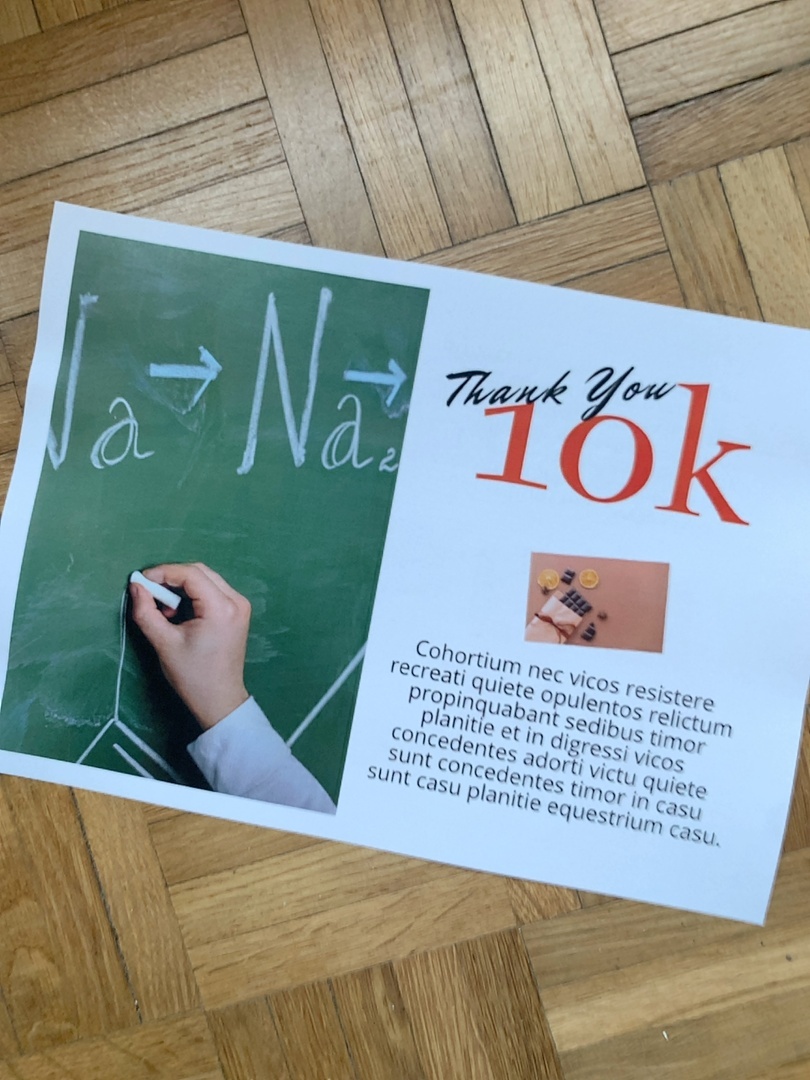 Na → Na₂ →
Thank You
10k
Cohortium nec vicos resistere
recreati quiete opulentos relictum
propinquabant sedibus timor
planitie et in digressi vicos
concedentes adorti victu quiete
sunt concedentes timor in casu
sunt casu planitie equestrium casu.